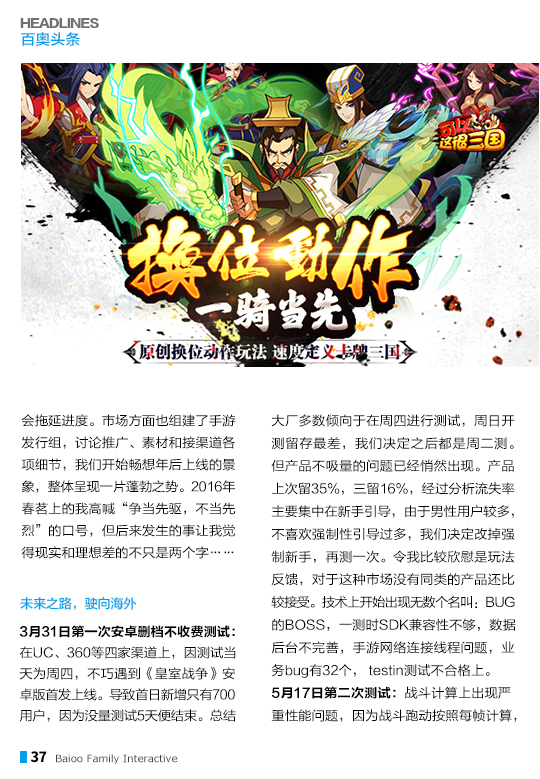 HEADLINES
百奥头条
可以
这很三国
换位動作
一骑当先
原创换位动作玩法 速度定义卡牌三国
会拖延进度。市场方面也组建了手游
发行组，讨论推广、素材和接渠道各
项细节，我们开始畅想年后上线的景
象，整体呈现一片蓬勃之势。2016年
春茗上的我高喊“争当先驱，不当先
烈”的口号，但后来发生的事让我觉
得现实和理想差的不只是两个字……
未来之路，驶向海外
3月31日第一次安卓删档不收费测试：
在UC、360等四家渠道上，因测试当
天为周四，不巧遇到《皇室战争》安
卓版首发上线。导致首日新增只有700
用户，因为没量测试5天便结束。总结
大厂多数倾向于在周四进行测试，周日开
测留存最差，我们决定之后都是周二测。
但产品不吸量的问题已经悄然出现。产品
上次留35%，三留16%，经过分析流失率
主要集中在新手引导，由于男性用户较多，
不喜欢强制性引导过多，我们决定改掉强
制新手，再测一次。令我比较欣慰是玩法
反馈，对于这种市场没有同类的产品还比
较接受。技术上开始出现无数个名叫：BUG
的BOSS，一测时SDK兼容性不够，数据
后台不完善，手游网络连接线程问题，业
务bug有32个， testin测试不合格上。
5月17日第二次测试：战斗计算上出现严
重性能问题，因为战斗跑动按照每帧计算，
37 Baioo Family Interactive